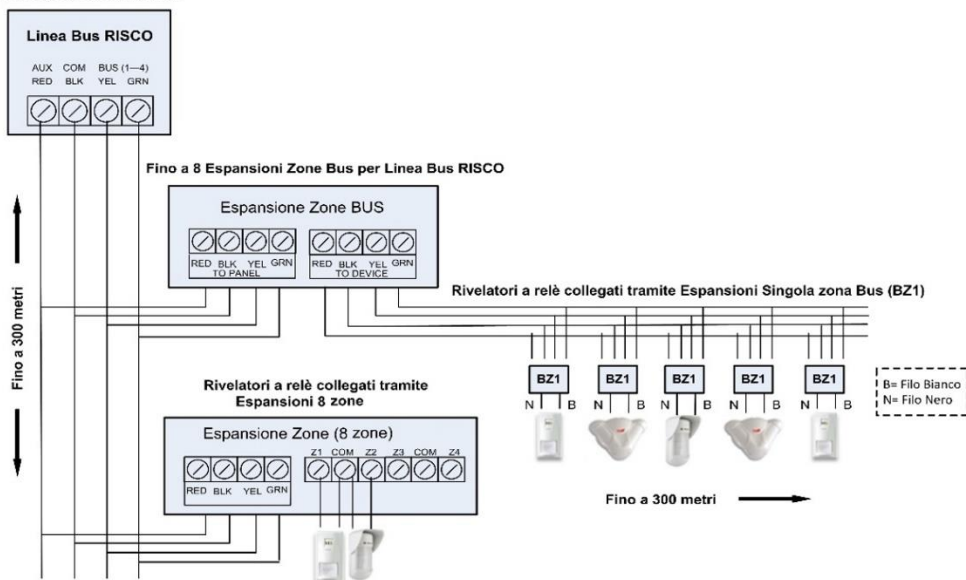 Linea Bus RISCO
AUX COM BUS (1—4)
RED BLK YEL GRN
Fino a 300 metri
Fino a 8 Espansioni Zone Bus per Linea Bus RISCO
Espansione Zone BUS
RED BLK YEL GRN RED BLK YEL GRN
TO PANEL TO DEVICE
Rivelatori a relè collegati tramite Espansioni Singola zona Bus (BZ1)
BZ1 BZ1 BZ1 BZ1 BZ1
N B N B N B N B N B
B= Filo Bianco
N= Filo Nero
Fino a 300 metri
Rivelatori a relè collegati tramite
Espansioni 8 zone
Espansione Zone (8 zone)
Z1 COM Z2 Z3 COM Z4
RED BLK YEL GRN